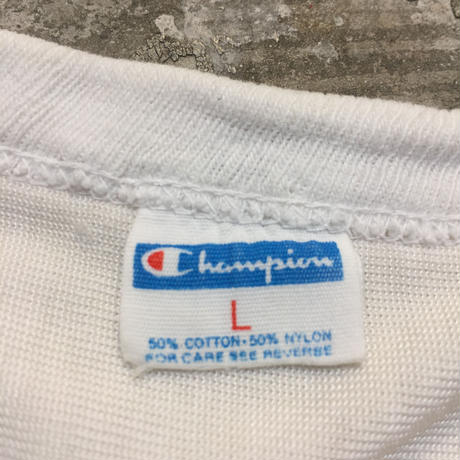 Champion
L
50% COTTON·50% NYLON
FOR CARE SEE REVERSE